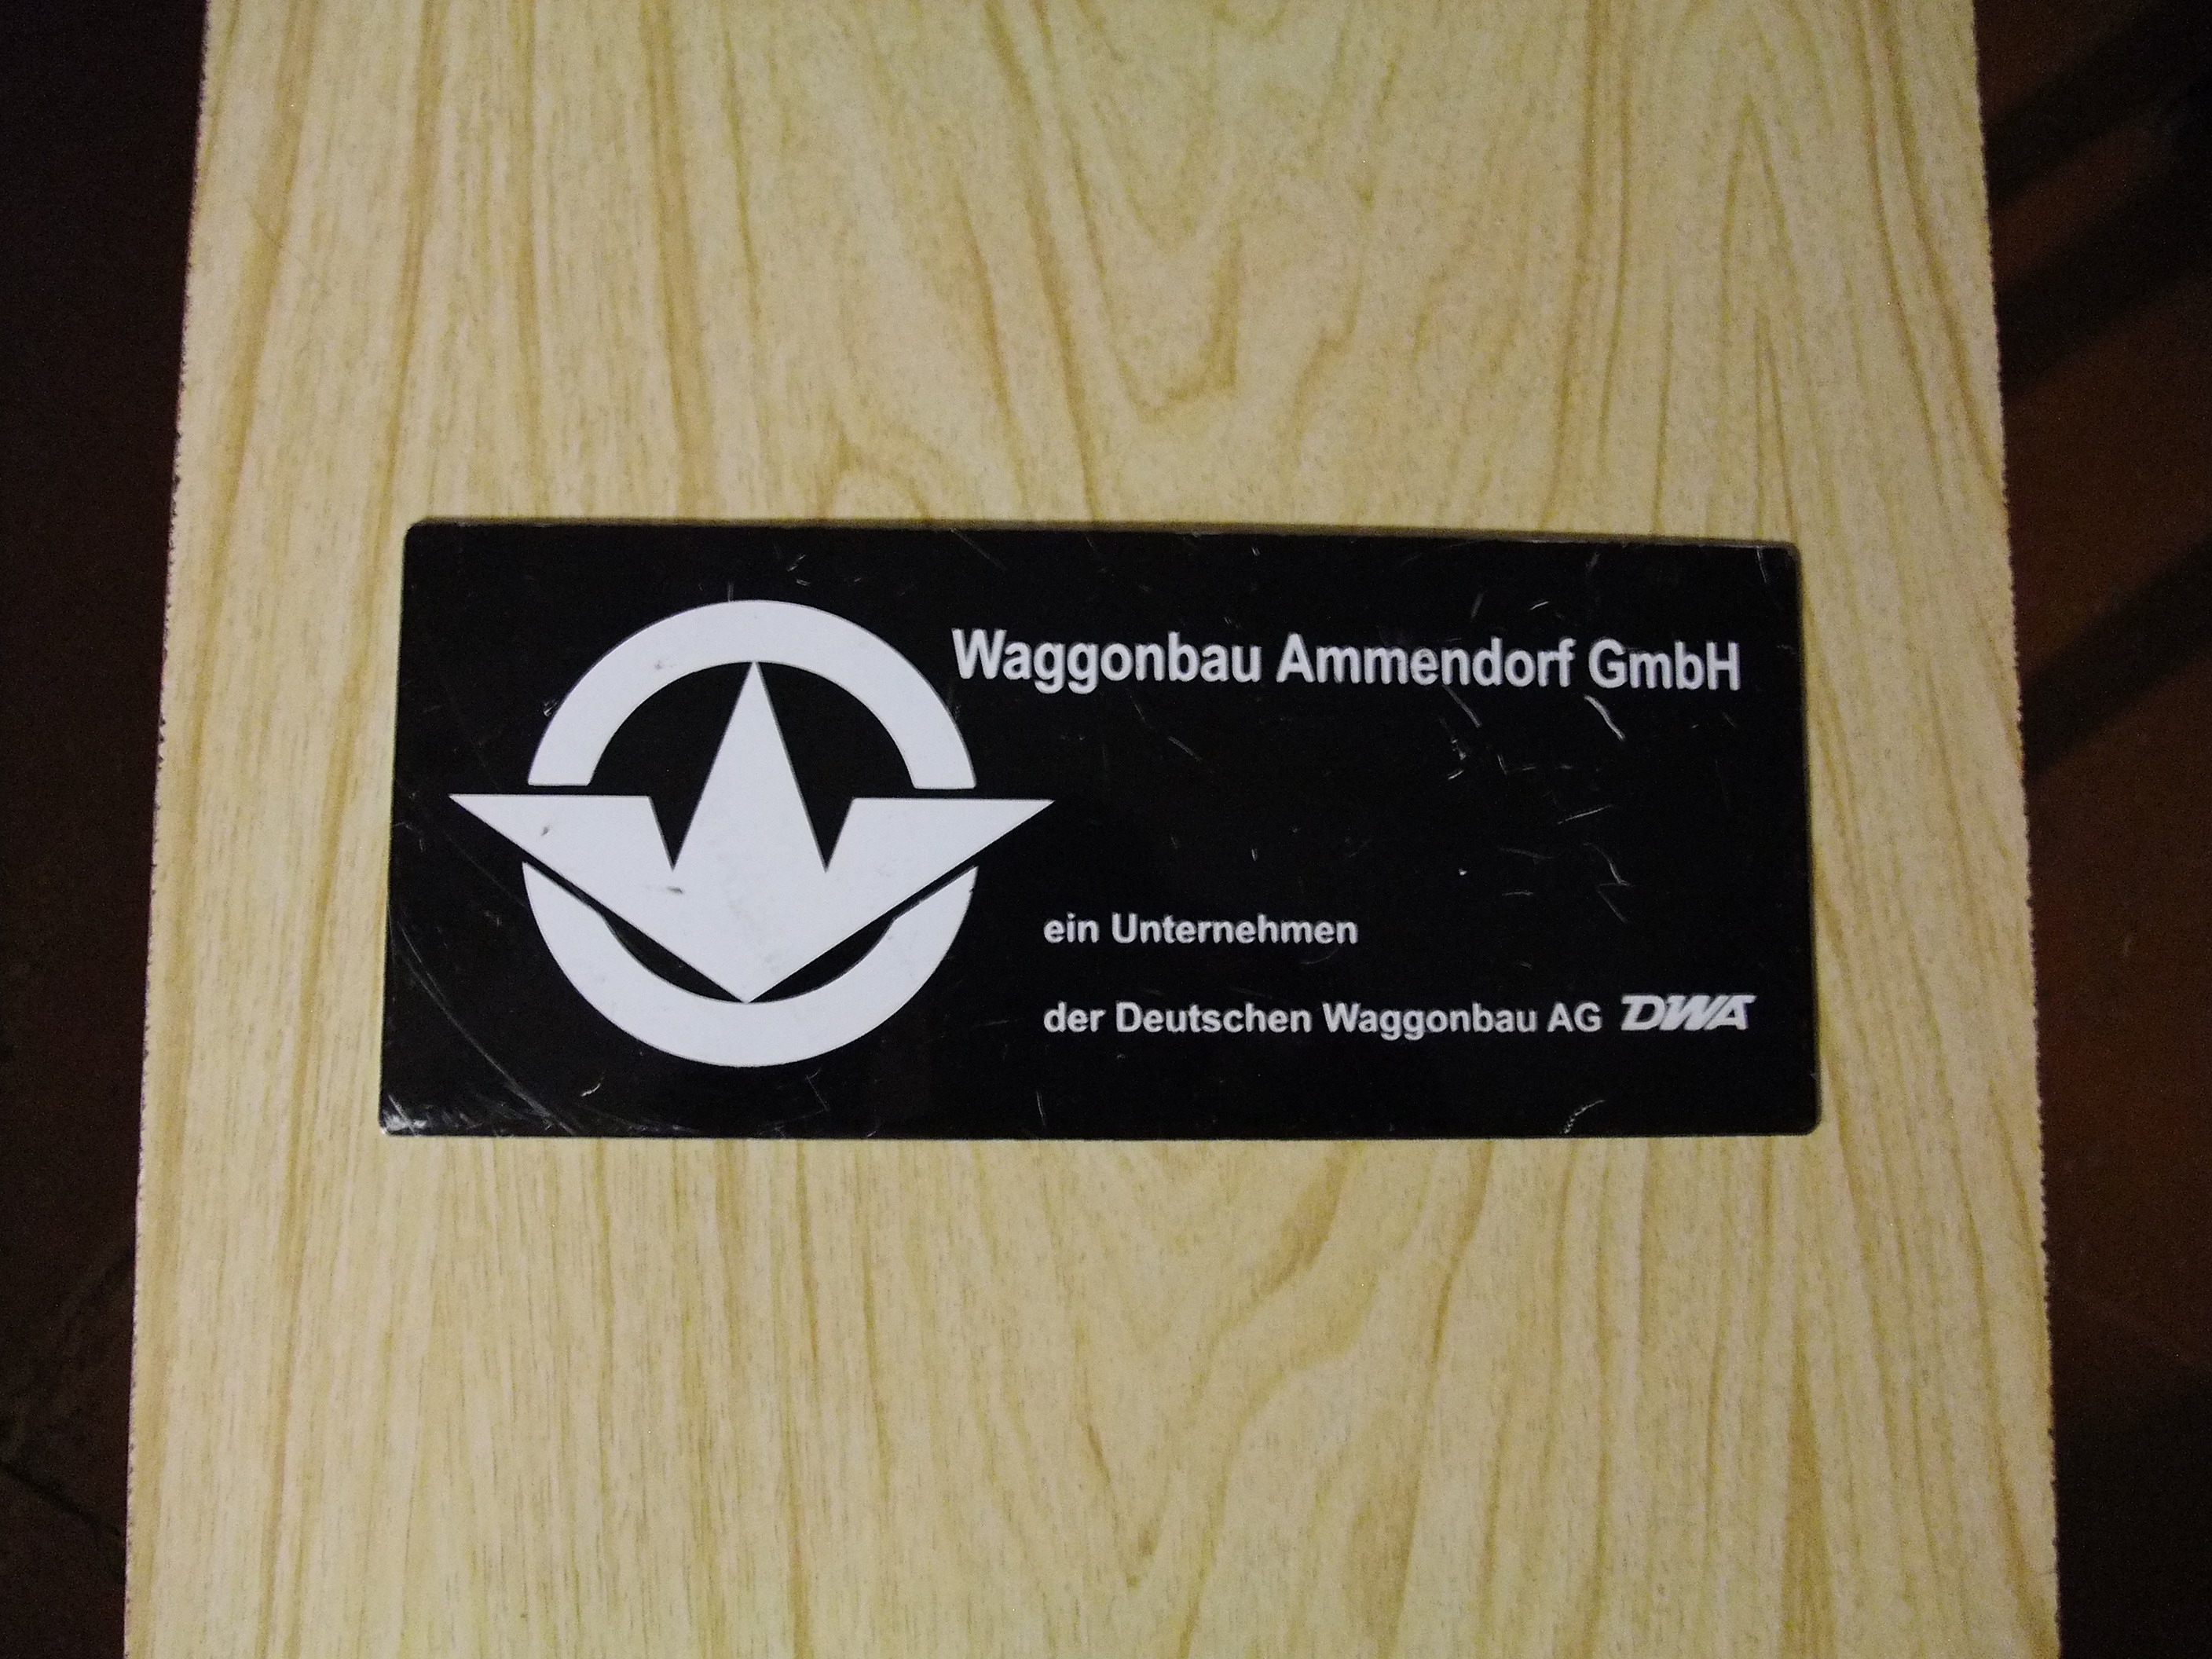 Waggonbau Ammendorf GmbH
ein Unternehmen
der Deutschen Waggonbau AG DWA